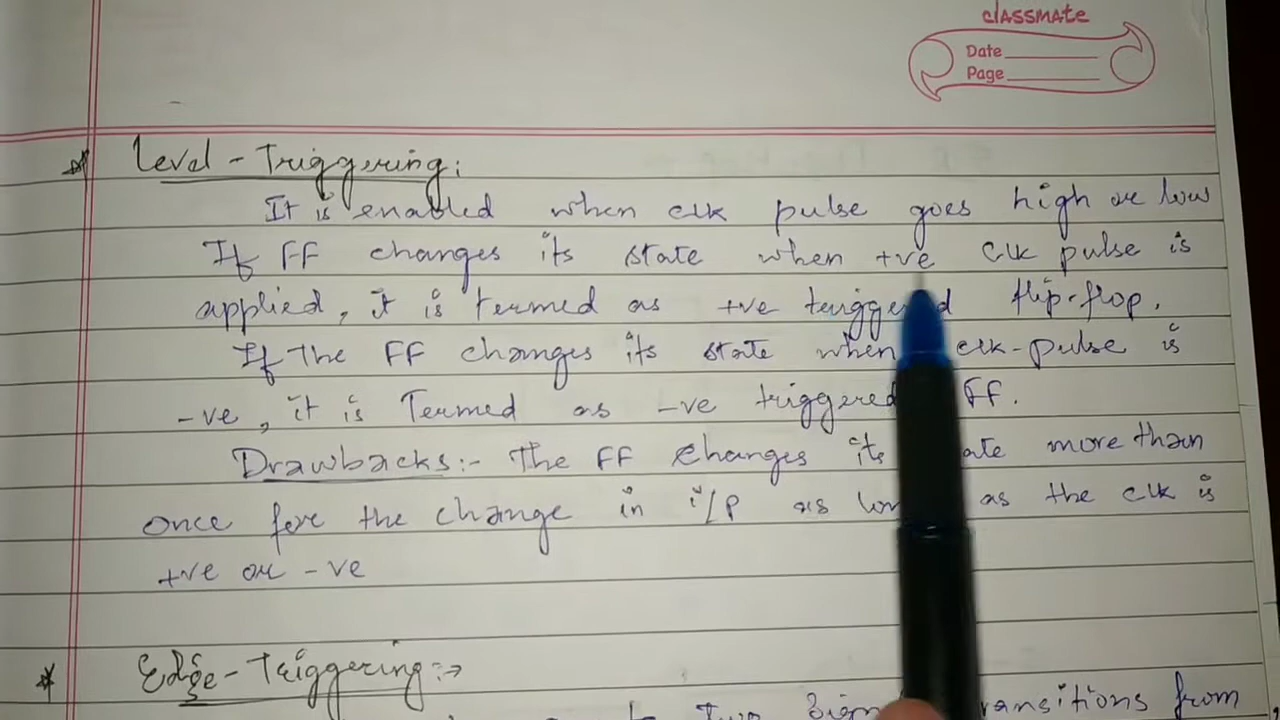 classmate
Date
Page
Level-Triggering:
It is enabled when clk pulse goes high or low
If FF changes its state when +ve clk pulse is
applied, it is termed as +ve triggered flip-flop.
If The FF changes its state when clk-pulse is
-ve, it is Termed as -ve triggered FF.
Drawbacks:- The FF changes its more than
once for the change in i/p as as the clk is
+ve or -ve
Edge-Triggering:→
two transitions from